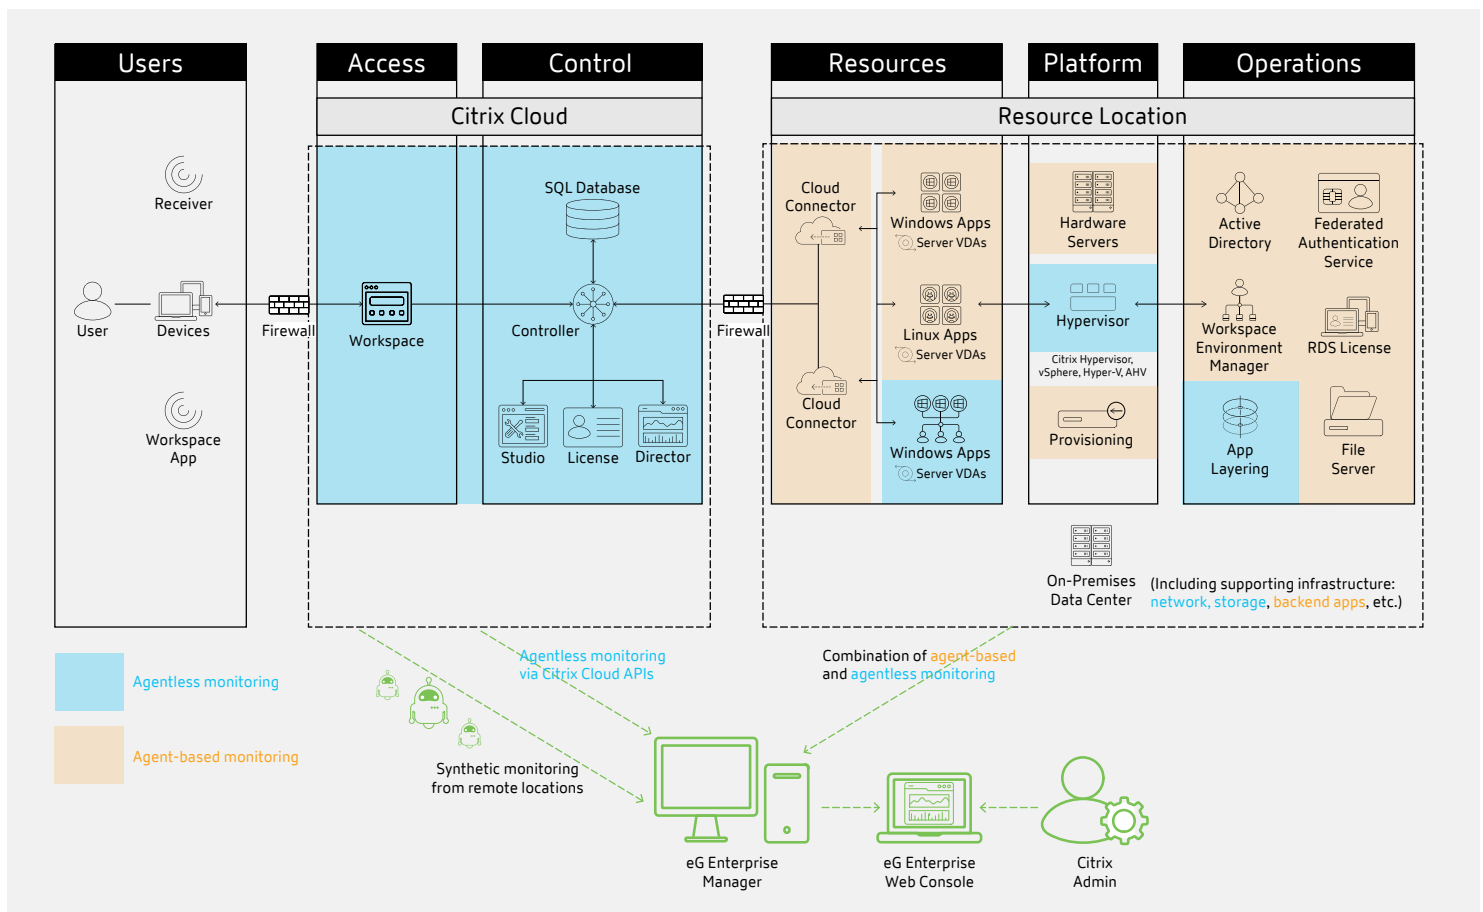 Users
Access
Control
Resources
Platform
Operations
Citrix Cloud
Resource Location
Receiver
User
Devices
Workspace
App
Firewall
Workspace
SQL Database
Controller
Studio
License
Director
Firewall
Cloud
Connector
Cloud
Connector
Windows Apps
Server VDAs
Linux Apps
Server VDAs
Windows Apps
Server VDAs
Hardware
Servers
Hypervisor
Citrix Hypervisor,
vSphere, Hyper-V, AHV
Provisioning
Active
Directory
Federated
Authentication
Service
Workspace
Environment
Manager
RDS License
App
Layering
File
Server
On-Premises
Data Center
(Including supporting infrastructure:
network, storage, backend apps, etc.)
Agentless monitoring
Agent-based monitoring
Agentless monitoring
via Citrix Cloud APIs
Combination of agent-based
and agentless monitoring
Synthetic monitoring
from remote locations
eG Enterprise
Manager
eG Enterprise
Web Console
Citrix
Admin